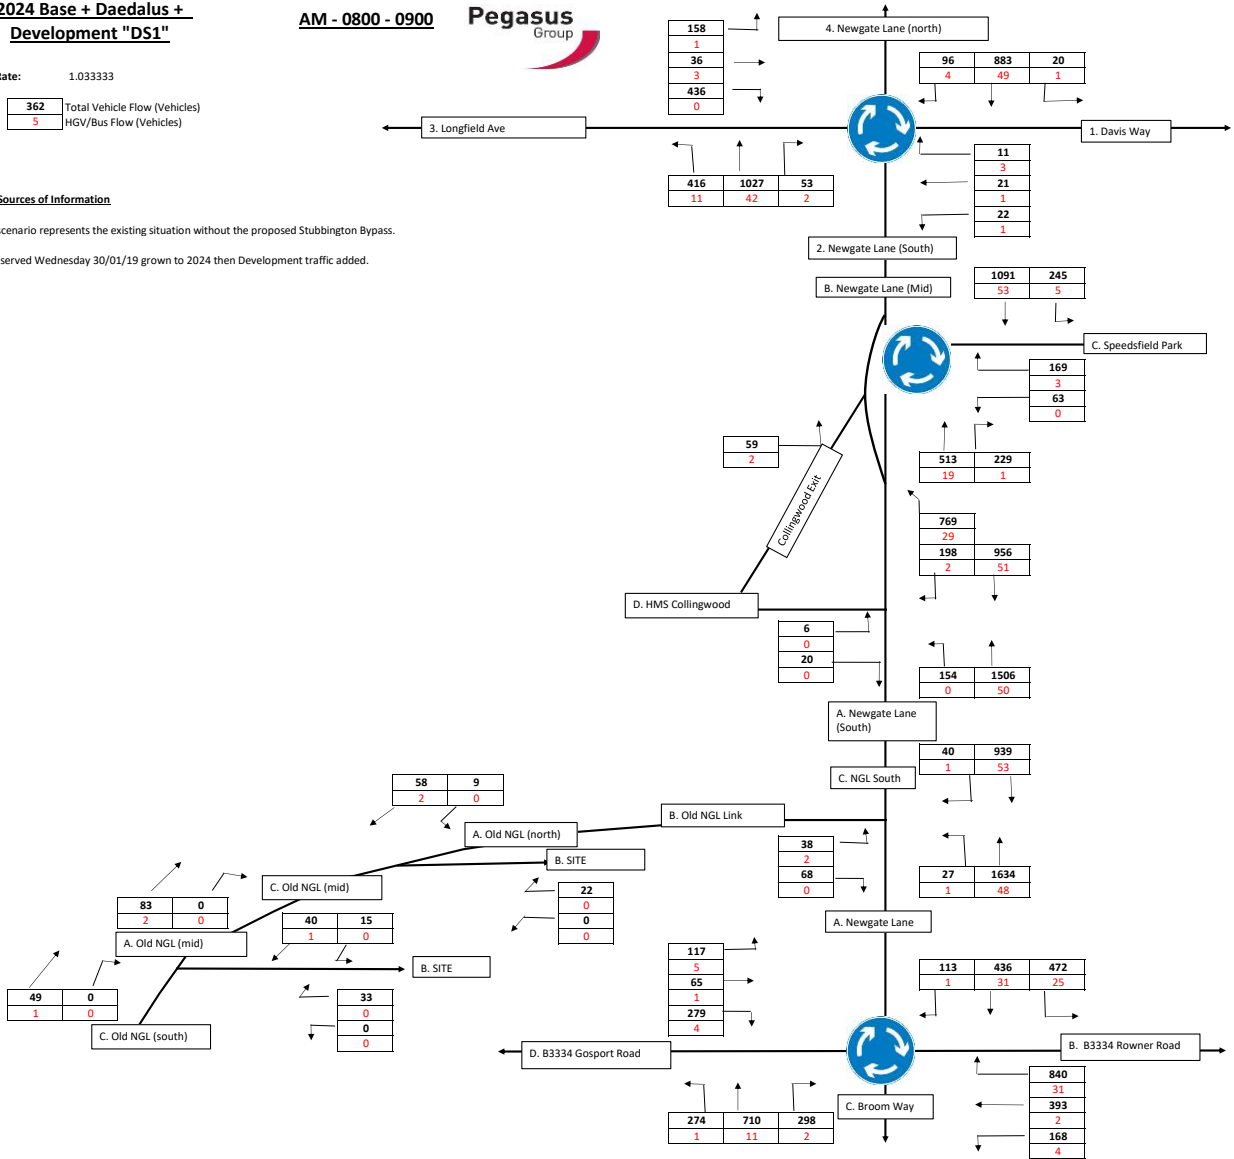 2024 Base + Daedalus +
Development "DS1"
AM - 0800 - 0900
Pegasus
Group
Rate: 1.033333
362 Total Vehicle Flow (Vehicles)
5 HGV/Bus Flow (Vehicles)
Sources of Information
scenario represents the existing situation without the proposed Stubbington Bypass.
served Wednesday 30/01/19 grown to 2024 then Development traffic added.
158
1
36
3
436
0
4. Newgate Lane (north)
96 883 20
4 49 1
3. Longfield Ave
1. Davis Way
416 1027 53
11 42 2
11
3
21
1
22
1
2. Newgate Lane (South)
B. Newgate Lane (Mid)
1091 245
53 5
C. Speedsfield Park
169
3
63
0
59
2
513 229
19 1
Collingwood Exit
769
29
198 956
2 51
D. HMS Collingwood
6
0
20
0
154 1506
0 50
A. Newgate Lane
(South)
40 939
1 53
C. NGL South
58 9
2 0
B. Old NGL Link
A. Old NGL (north)
38
2
68
0
27 1634
1 48
B. SITE
C. Old NGL (mid)
22
0
0
0
83 0
2 0
40 15
1 0
A. Newgate Lane
A. Old NGL (mid)
B. SITE
117
5
65
1
279
4
113 436 472
1 31 25
49 0
1 0
33
0
0
0
C. Old NGL (south)
D. B3334 Gosport Road
B. B3334 Rowner Road
840
31
393
2
168
4
C. Broom Way
274 710 298
1 11 2